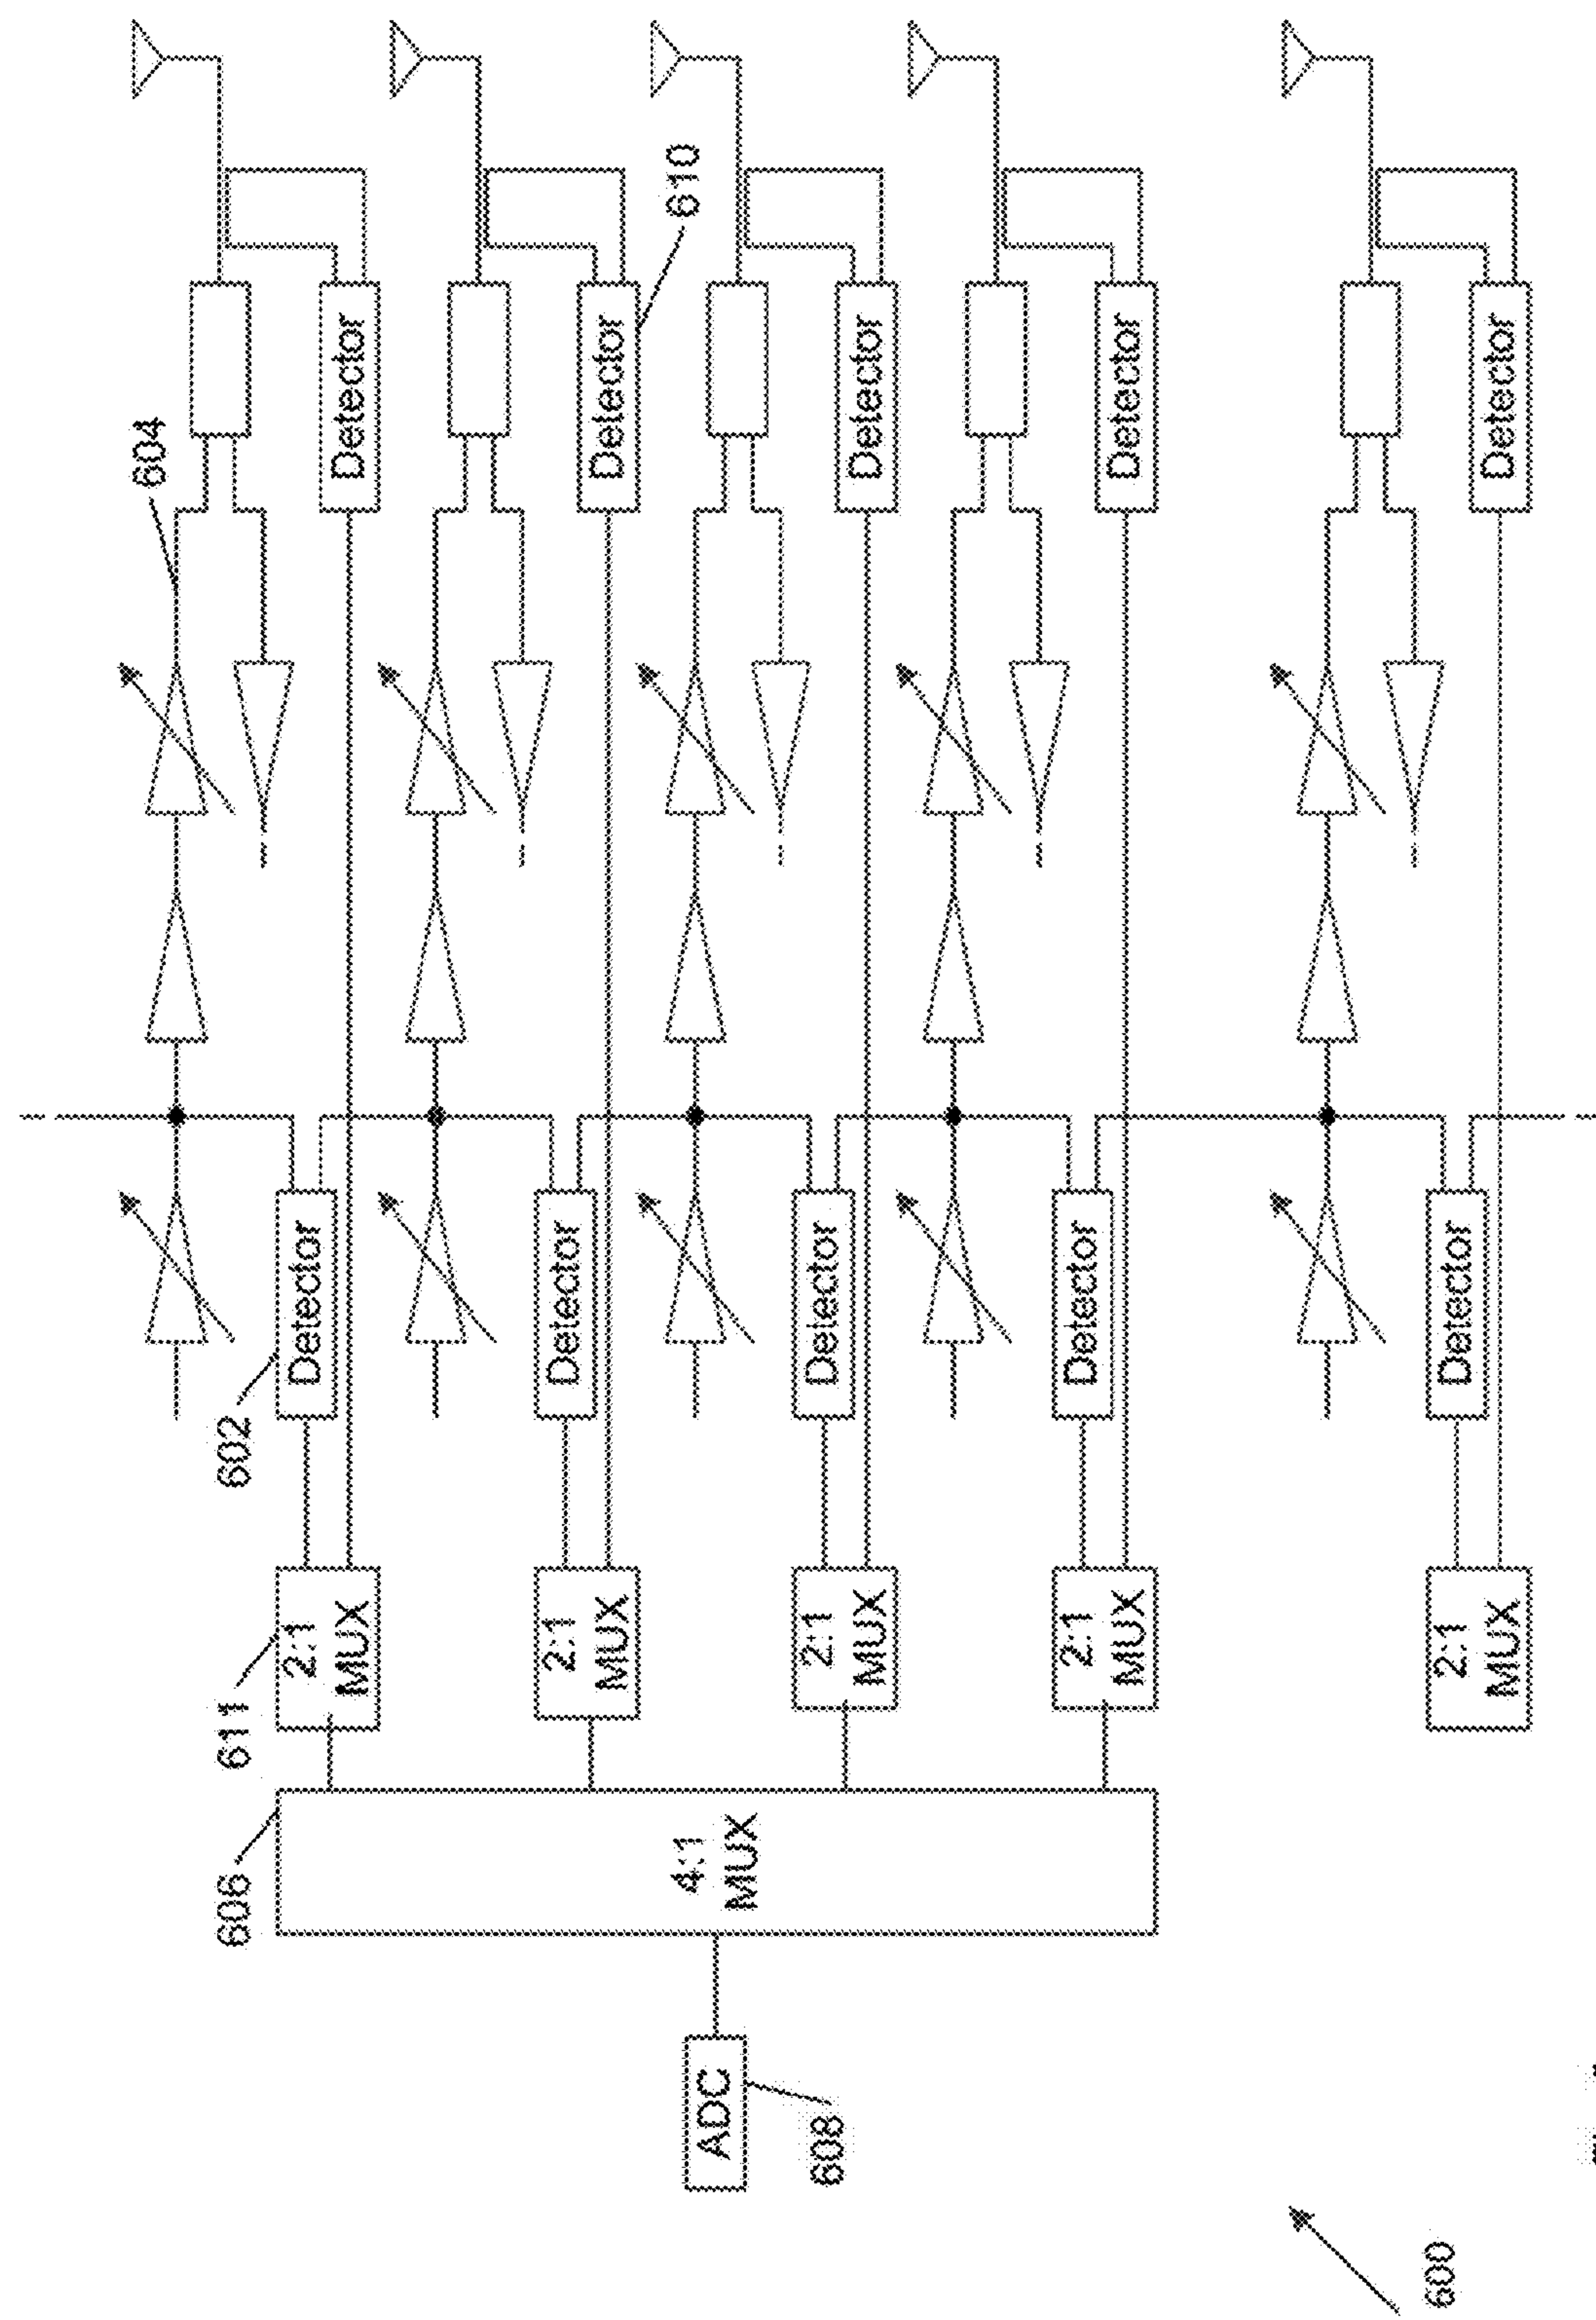 604
Detector
610
Detector
Detector
Detector
Detector
602
Detector
Detector
Detector
Detector
Detector
611
2:1
MUX
2:1
MUX
2:1
MUX
2:1
MUX
2:1
MUX
606
4:1
MUX
ADC
608
600